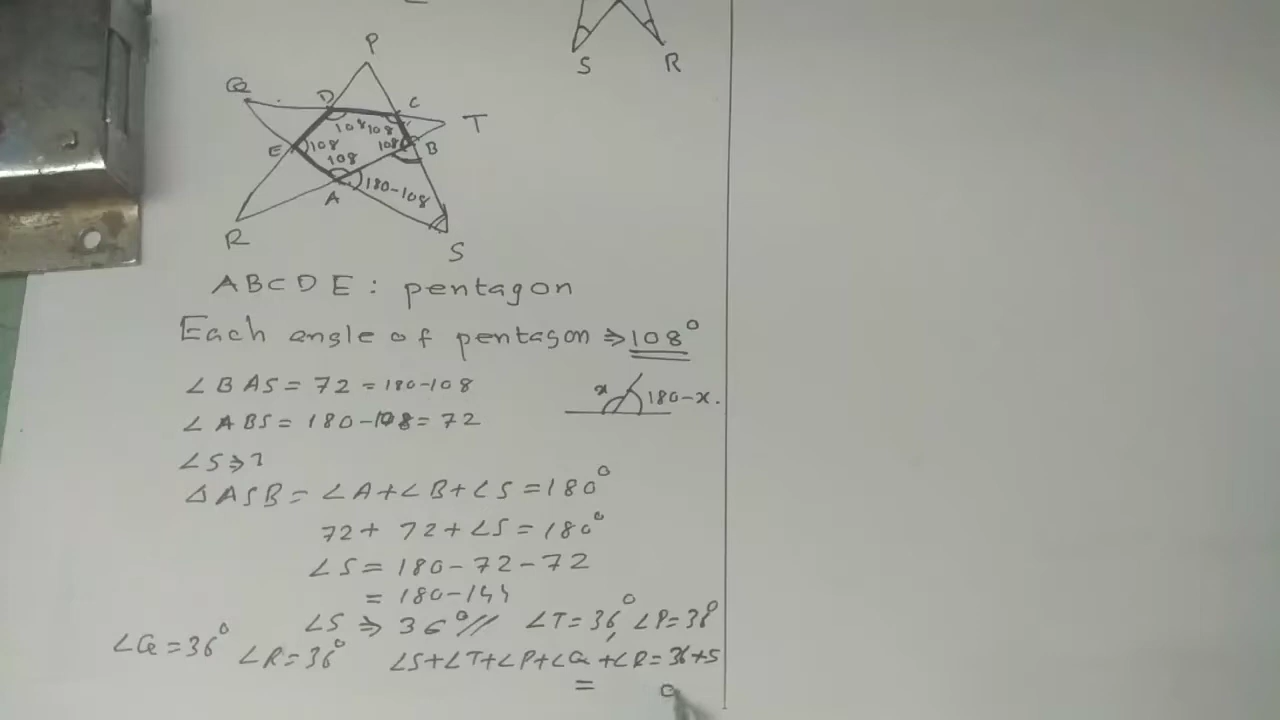 S R
P
Q D C T
108 108
E 108 108 B
108
A 180-108
R S
ABCDE : pentagon
Each angle of pentagon ⇒ 108°
∠BAS = 72 = 180-108
x 180-x.
∠ABS = 180-108 = 72
∠S ⇒ ?
△ASB = ∠A+∠B+∠S = 180°
72 + 72 + ∠S = 180°
∠S = 180 - 72 - 72
= 180 - 144
∠S ⇒ 36° // ∠T = 36°, ∠P = 36°
∠Q = 36° ∠R = 36° ∠S+∠T+∠P+∠Q+∠R = 36+5
=